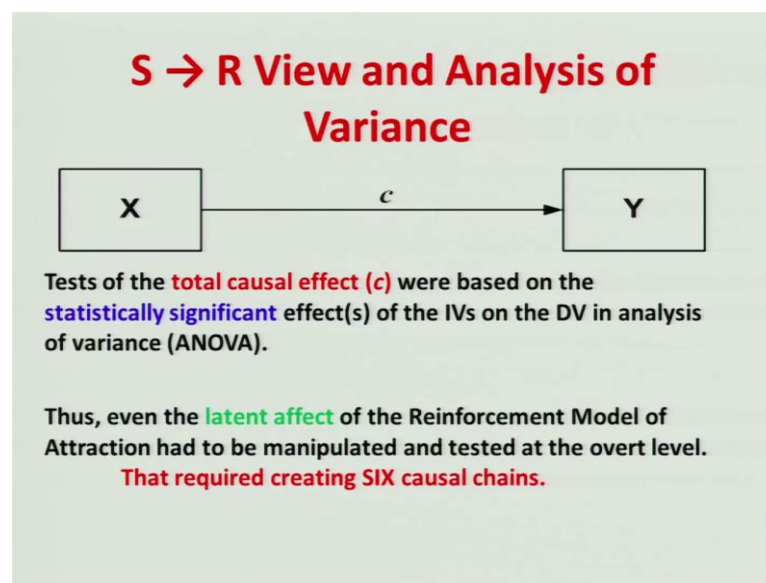 S → R View and Analysis of
Variance
X
c
Y
Tests of the total causal effect (c) were based on the
statistically significant effect(s) of the IVs on the DV in analysis
of variance (ANOVA).
Thus, even the latent affect of the Reinforcement Model of
Attraction had to be manipulated and tested at the overt level.
That required creating SIX causal chains.